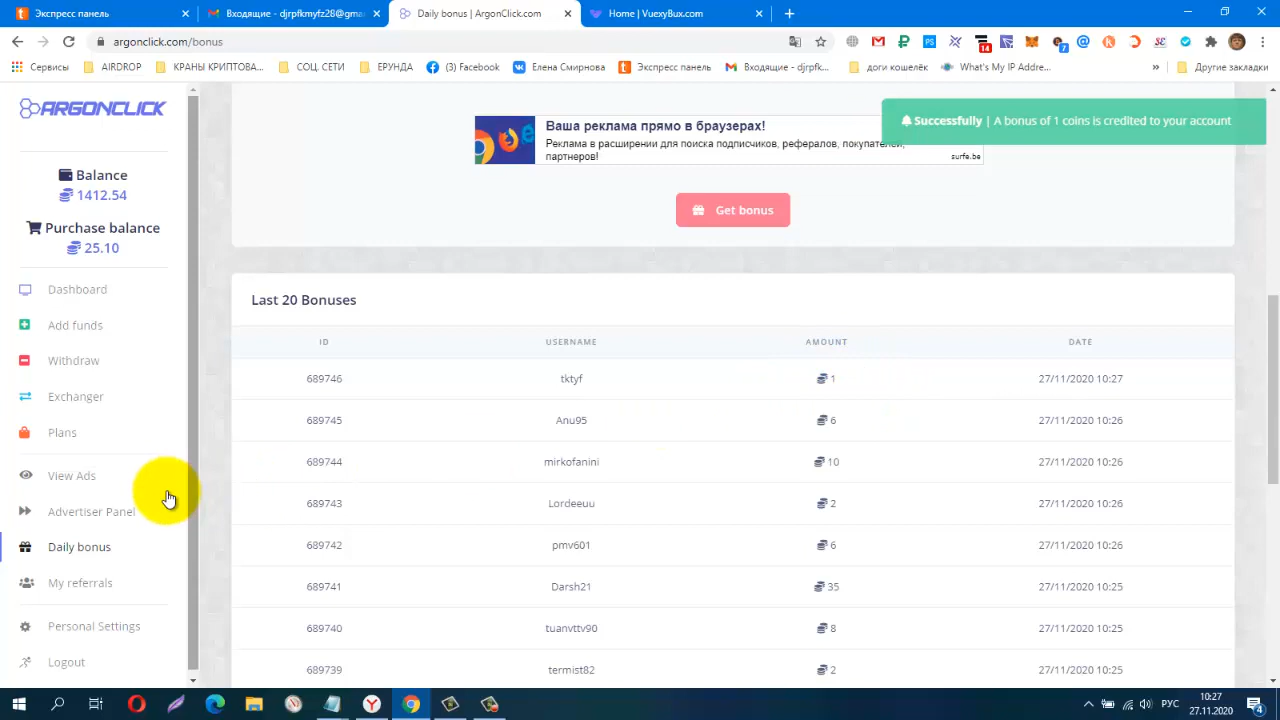 Экспресс панель
Входящие - djrpfkmyfz28@gma
Daily bonus | ArgonClick.com
Home | VuexyBux.com
argonclick.com/bonus
14
7
Сервисы
AIRDROP
КРАНЫ КРИПТОВА...
СОЦ. СЕТИ
ЕРУНДА
(3) Facebook
Елена Смирнова
Экспресс панель
Входящие - djrpfk...
доги кошелёк
What's My IP Addre...
»
Другие закладки
ARGONCLICK
Balance
1412.54
Purchase balance
25.10
Dashboard
Add funds
Withdraw
Exchanger
Plans
View Ads
Advertiser Panel
Daily bonus
My referrals
Personal Settings
Logout
Successfully | A bonus of 1 coins is credited to your account
Ваша реклама прямо в браузерах!
Реклама в расширении для поиска подписчиков, рефералов, покупателей,
партнеров!
surfe.be
Get bonus
Last 20 Bonuses
ID USERNAME AMOUNT DATE
689746 tktyf 1 27/11/2020 10:27
689745 Anu95 6 27/11/2020 10:26
689744 mirkofanini 10 27/11/2020 10:26
689743 Lordeeuu 2 27/11/2020 10:26
689742 pmv601 6 27/11/2020 10:26
689741 Darsh21 35 27/11/2020 10:25
689740 tuanvttv90 8 27/11/2020 10:25
689739 termist82 2 27/11/2020 10:25
РУС
10:27
27.11.2020
4